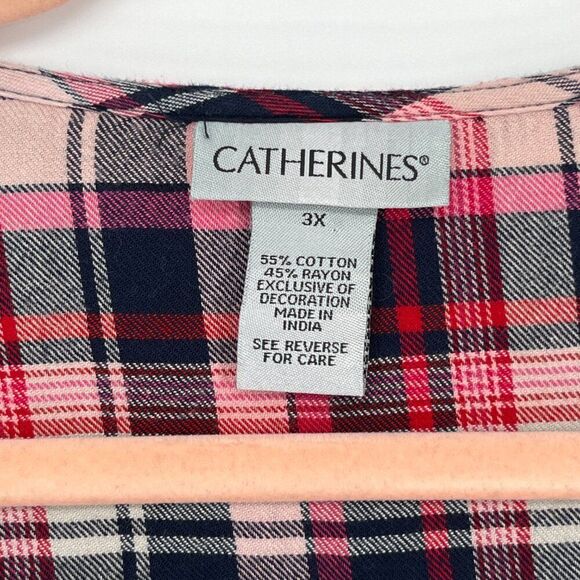 CATHERINES®
3X
55% COTTON
45% RAYON
EXCLUSIVE OF
DECORATION
MADE IN
INDIA
SEE REVERSE
FOR CARE